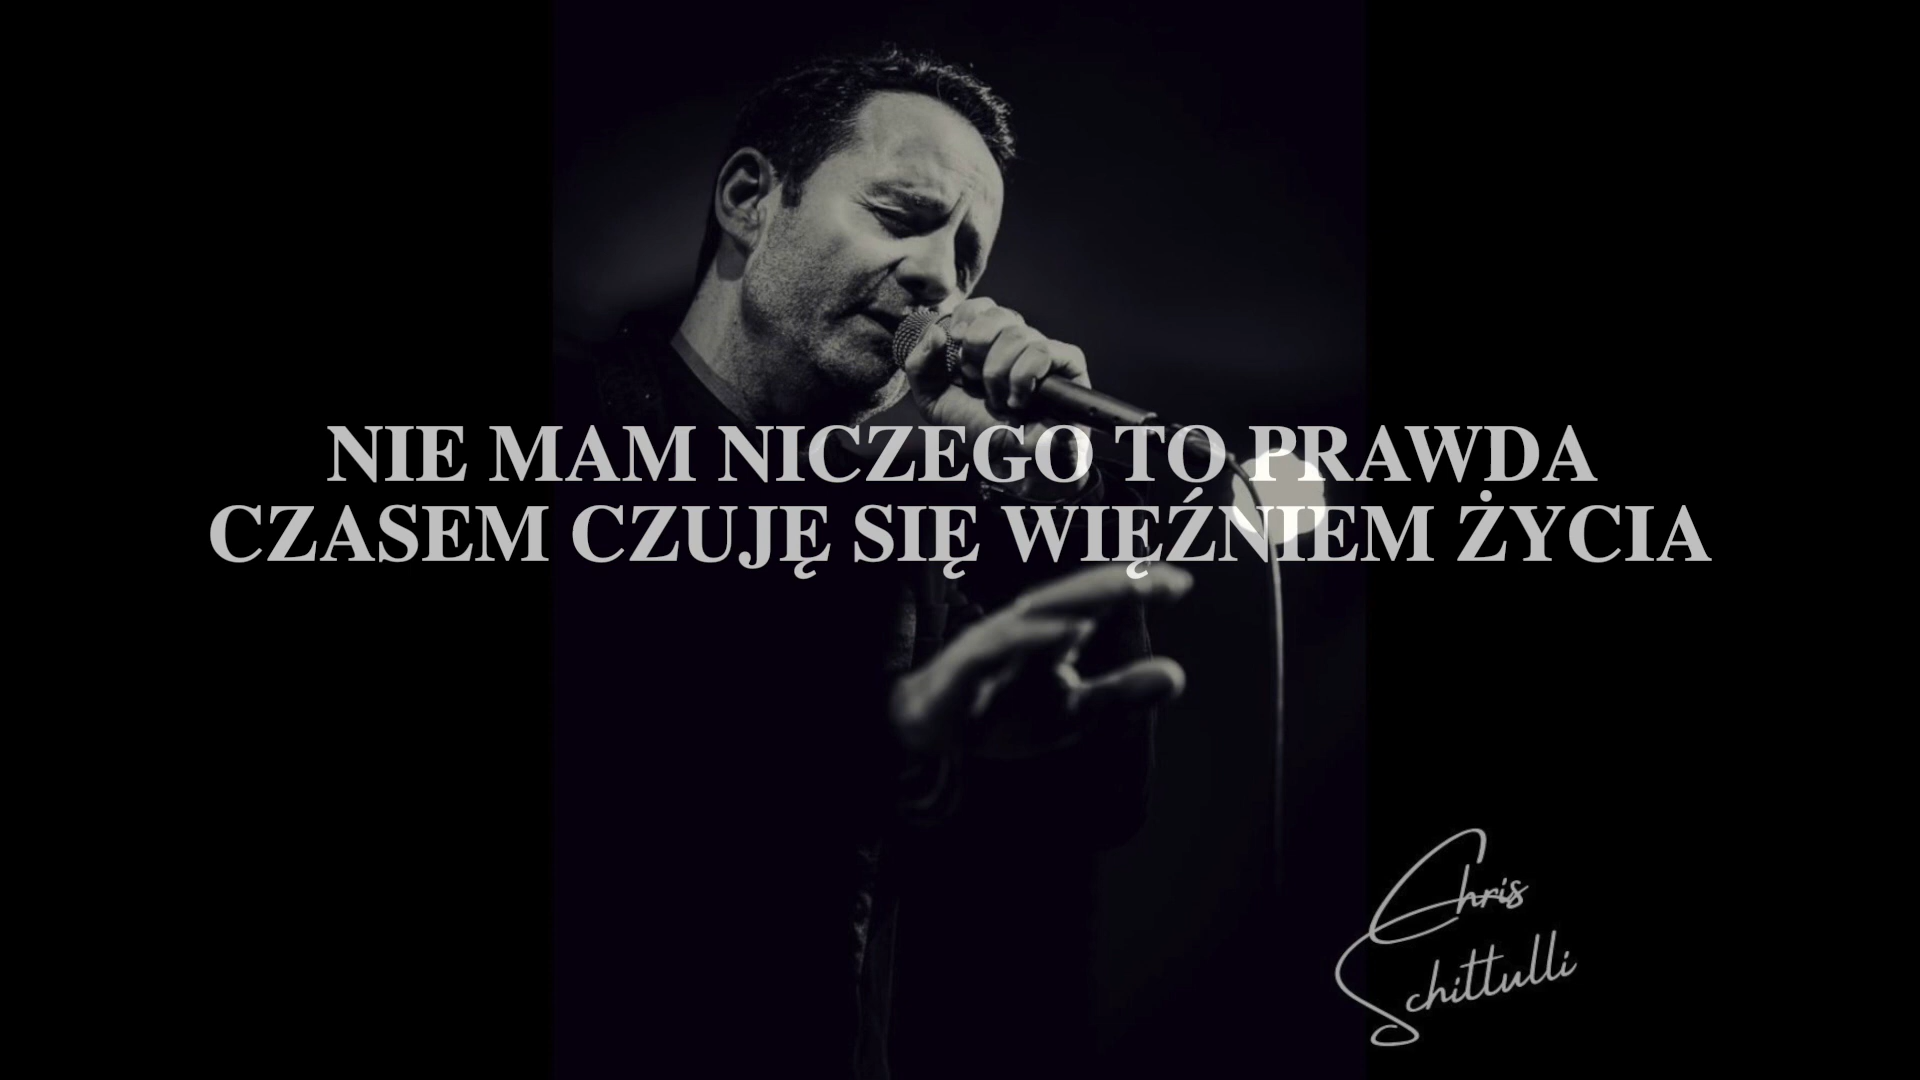 NIE MAM NICZEGO TO PRAWDA
CZASEM CZUJĘ SIĘ WIĘŹNIEM ŻYCIA
Chris
Schittulli